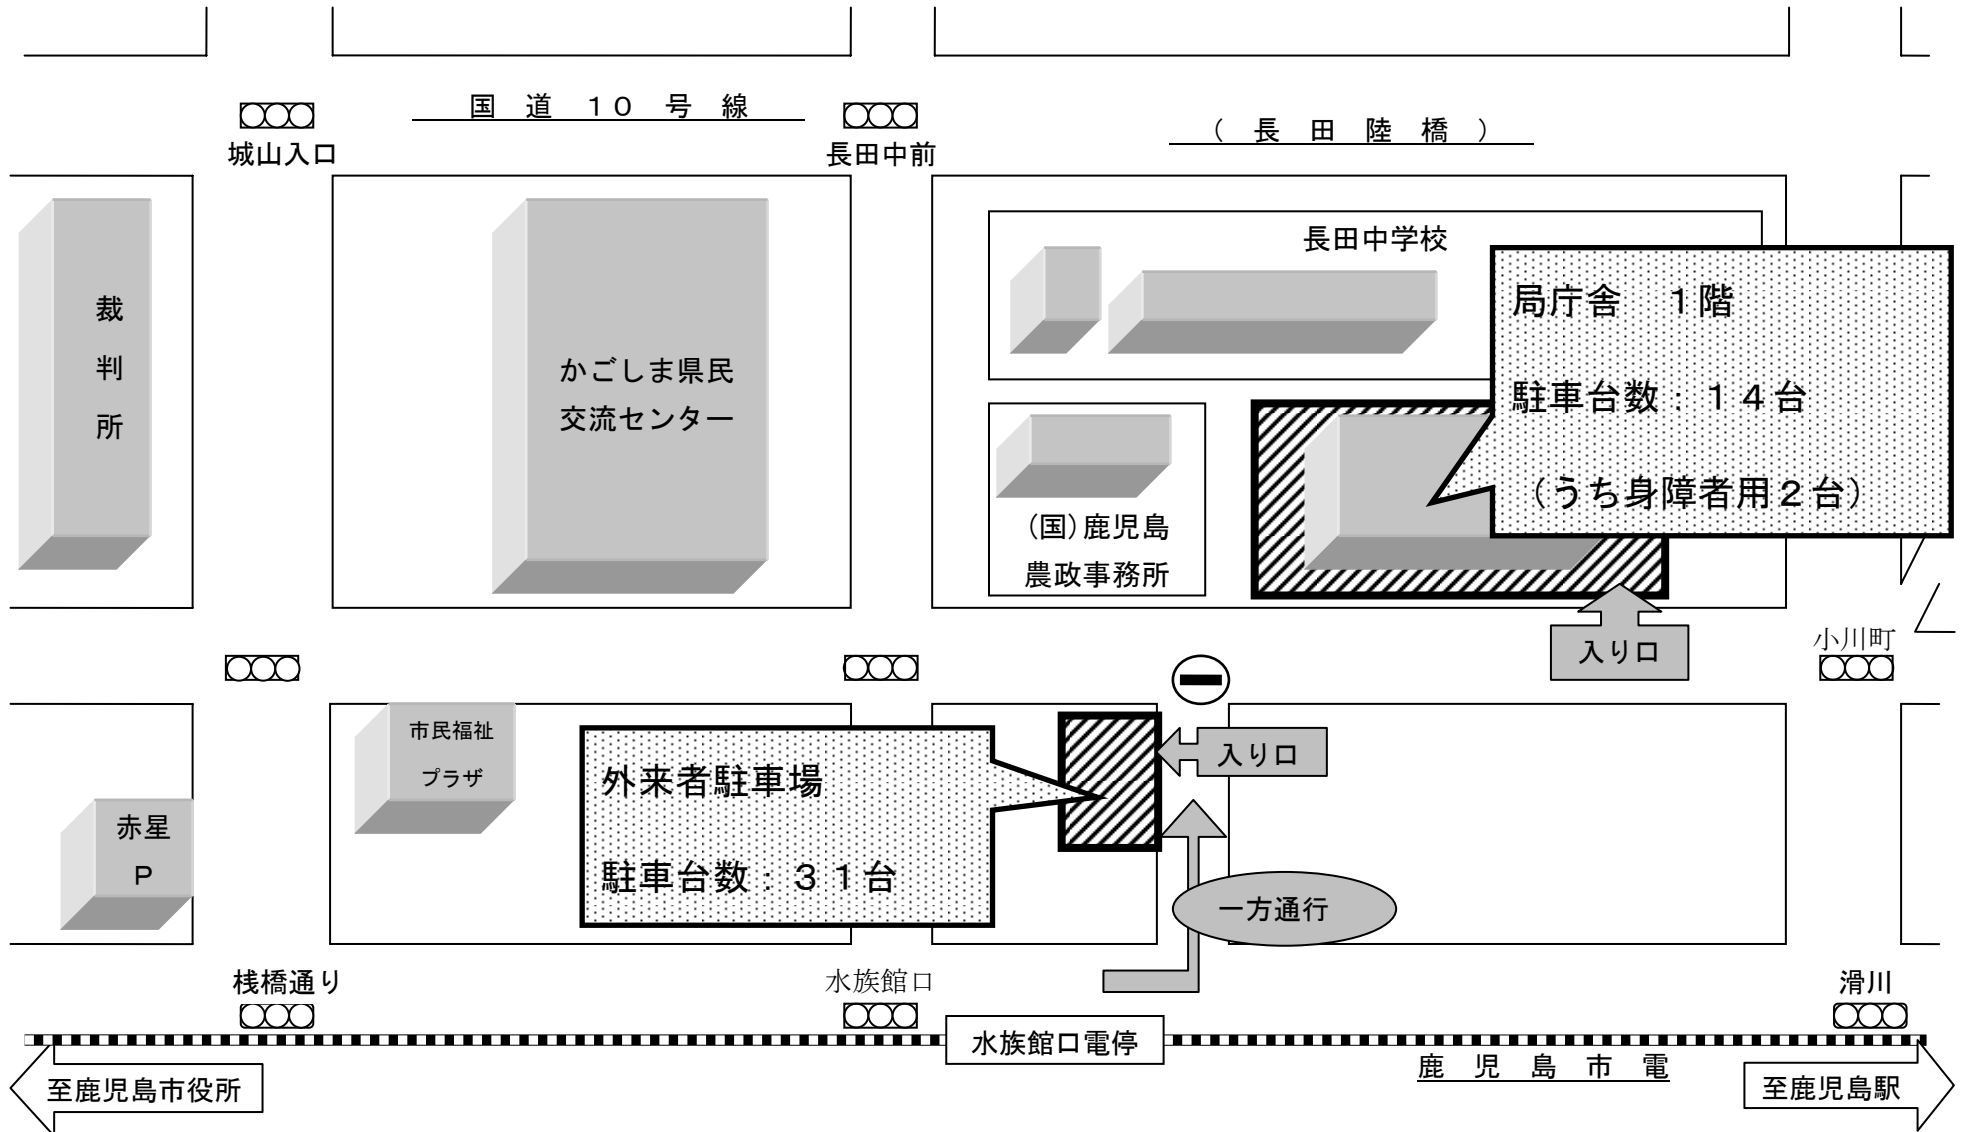 国道１０号線
（長田陸橋）
城山入口
長田中前
長田中学校
裁
判
所
かごしま県民
交流センター
局庁舎　１階
駐車台数：１４台
（うち身障者用２台）
(国)鹿児島
農政事務所
入り口
小川町
市民福祉
プラザ
外来者駐車場
駐車台数：３１台
入り口
赤星
Ｐ
一方通行
桟橋通り
水族館口
滑川
水族館口電停
鹿児島市電
至鹿児島市役所
至鹿児島駅